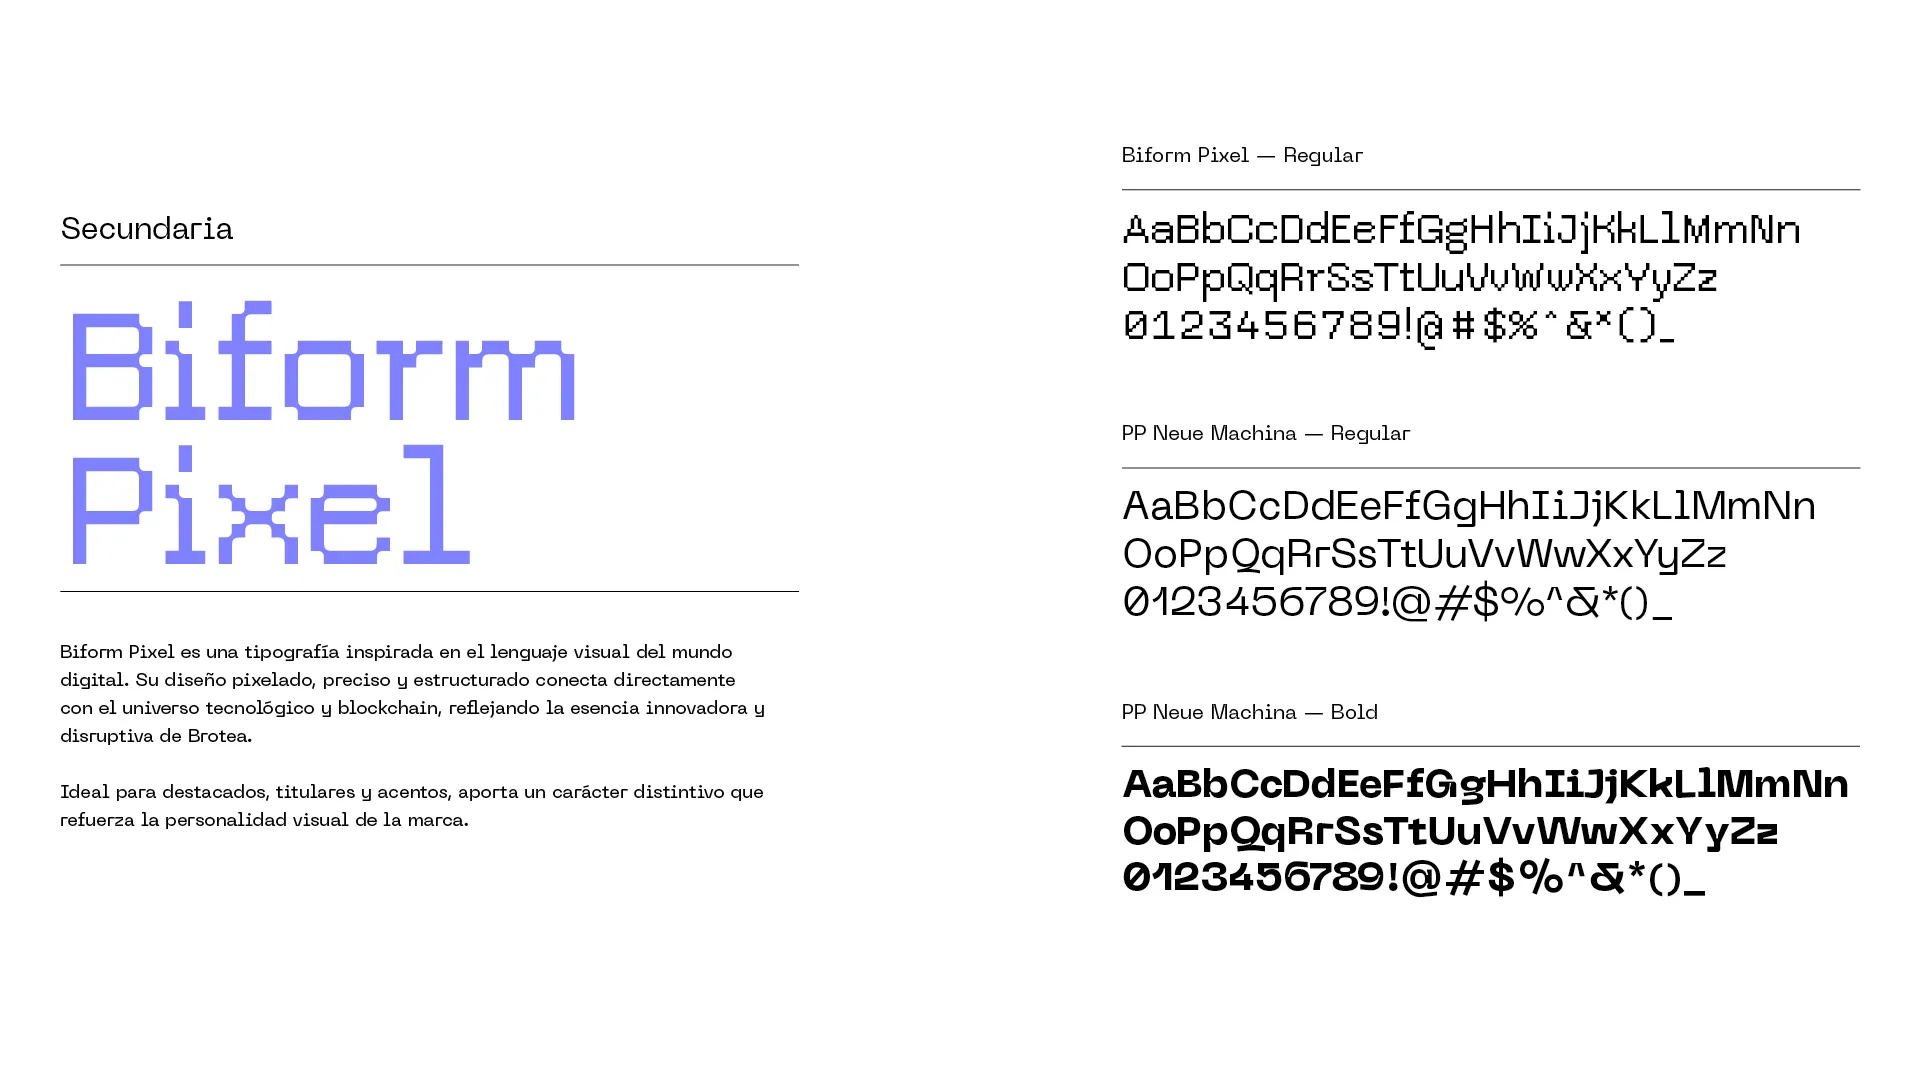 Secundaria
Biform
Pixel
Biform Pixel es una tipografía inspirada en el lenguaje visual del mundo
digital. Su diseño pixelado, preciso y estructurado conecta directamente
con el universo tecnológico y blockchain, reflejando la esencia innovadora y
disruptiva de Brotea.
Ideal para destacados, titulares y acentos, aporta un carácter distintivo que
refuerza la personalidad visual de la marca.
Biform Pixel — Regular
AaBbCcDdEeFfGgHhIiJjKkLlMmNn
OoPpQqRrSsTtUuVvWwXxYyZz
0123456789!@#$%^&*()_
PP Neue Machina — Regular
AaBbCcDdEeFfGgHhIiJjKkLlMmNn
OoPpQqRrSsTtUuVvWwXxYyZz
0123456789!@#$%^&*()_
PP Neue Machina — Bold
AaBbCcDdEeFfGgHhIiJjKkLlMmNn
OoPpQqRrSsTtUuVvWwXxYyZz
0123456789!@#$%^&*()_